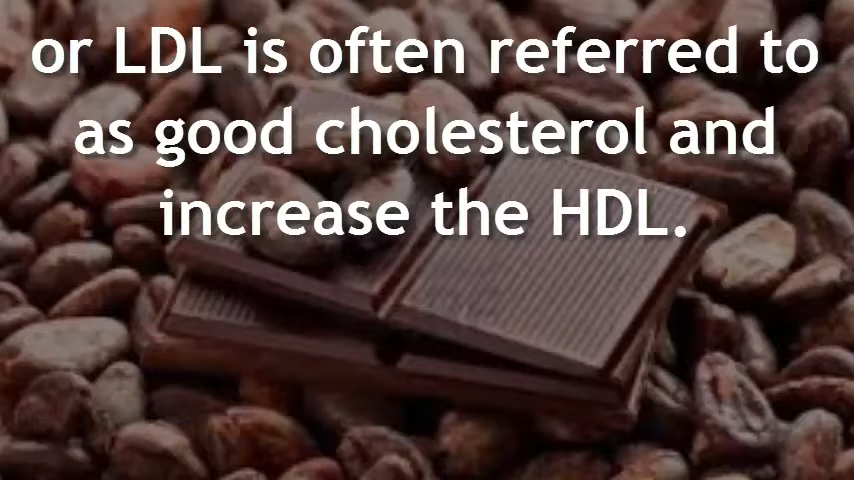 or LDL is often referred to
as good cholesterol and
increase the HDL.